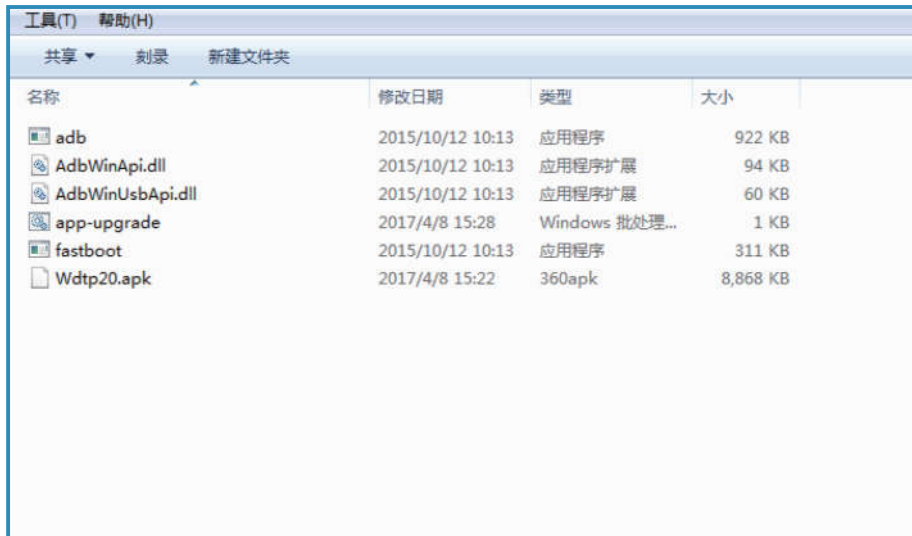 工具(T) 帮助(H)
共享 刻录 新建文件夹
名称 修改日期 类型 大小
adb 2015/10/12 10:13 应用程序 922 KB
AdbWinApi.dll 2015/10/12 10:13 应用程序扩展 94 KB
AdbWinUsbApi.dll 2015/10/12 10:13 应用程序扩展 60 KB
app-upgrade 2017/4/8 15:28 Windows 批处理... 1 KB
fastboot 2015/10/12 10:13 应用程序 311 KB
Wdtp20.apk 2017/4/8 15:22 360apk 8,868 KB